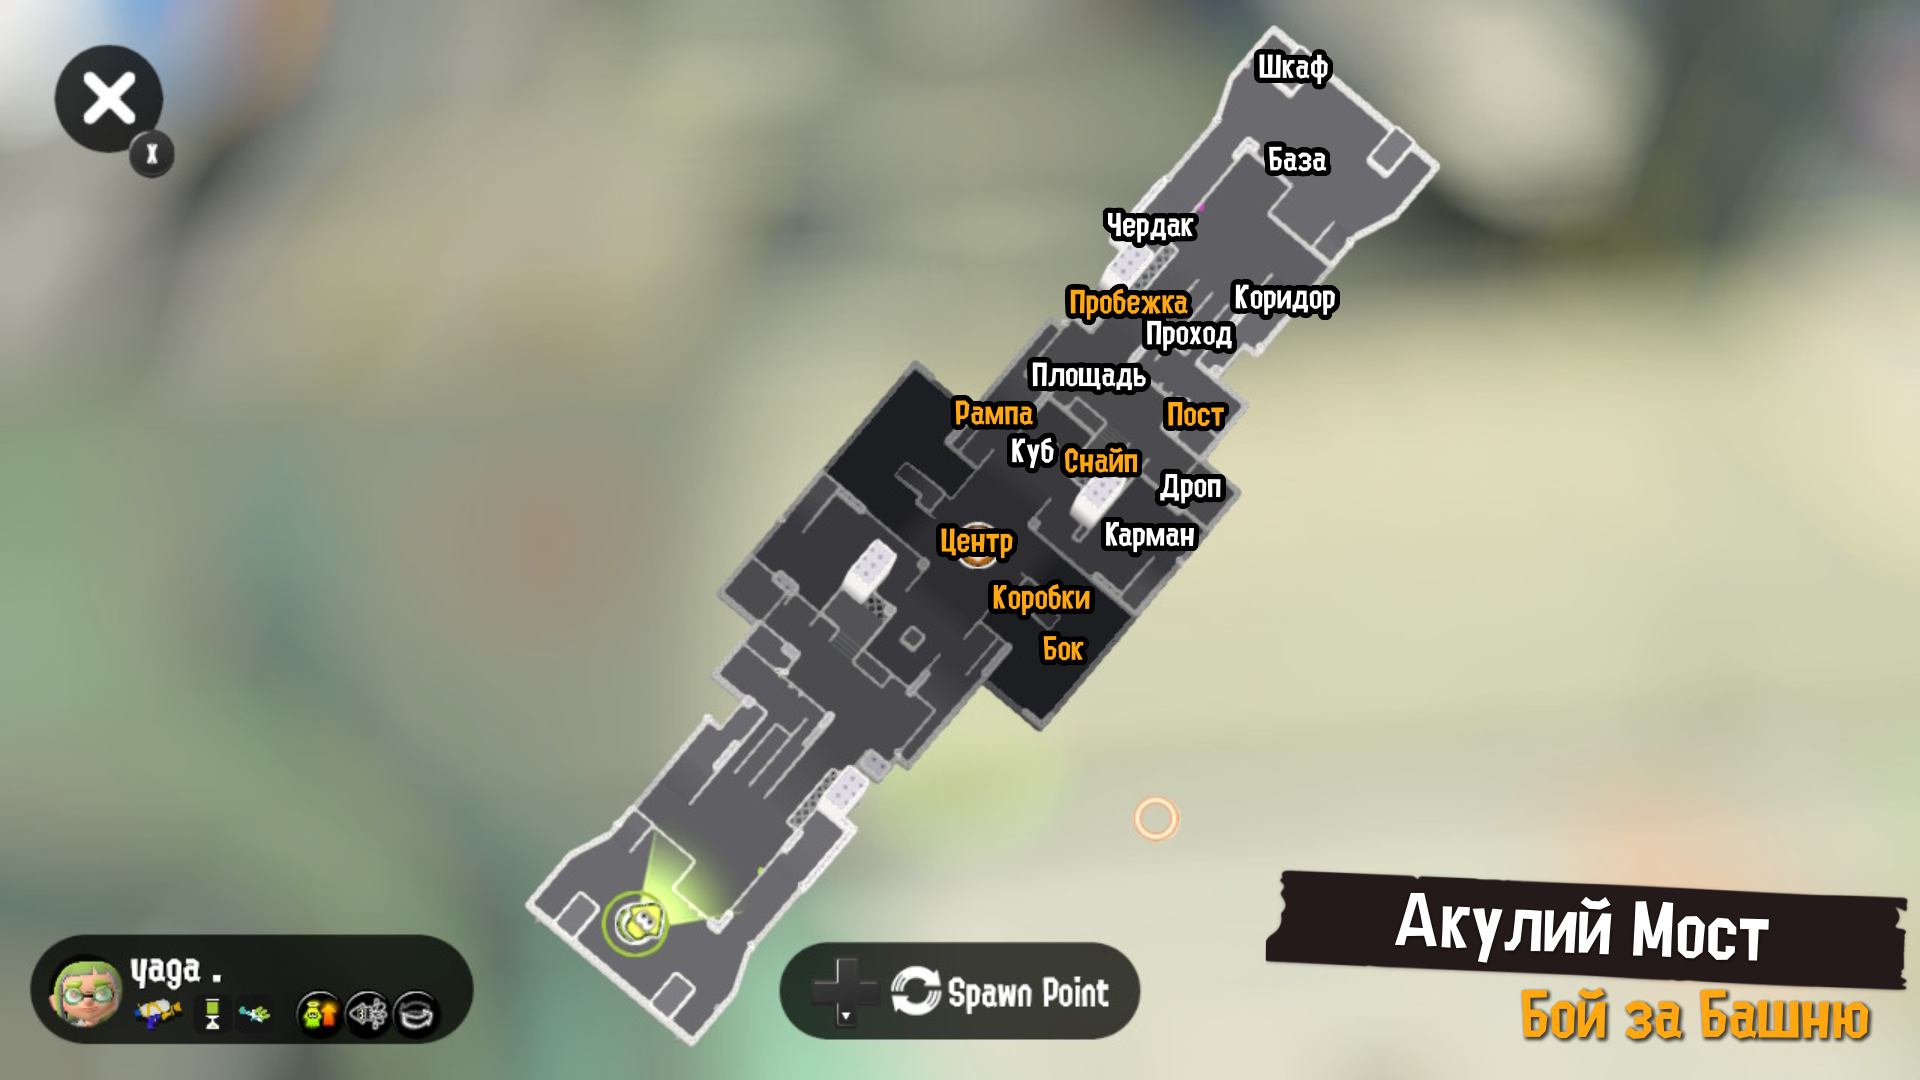 Шкаф
X
База
Чердак
Пробежка
Коридор
Проход
Площадь
Рампа
Пост
Куб
Снайп
Дроп
Карман
Центр
Коробки
Бок
Акулий Мост
Бой за Башню
yaga .
Spawn Point